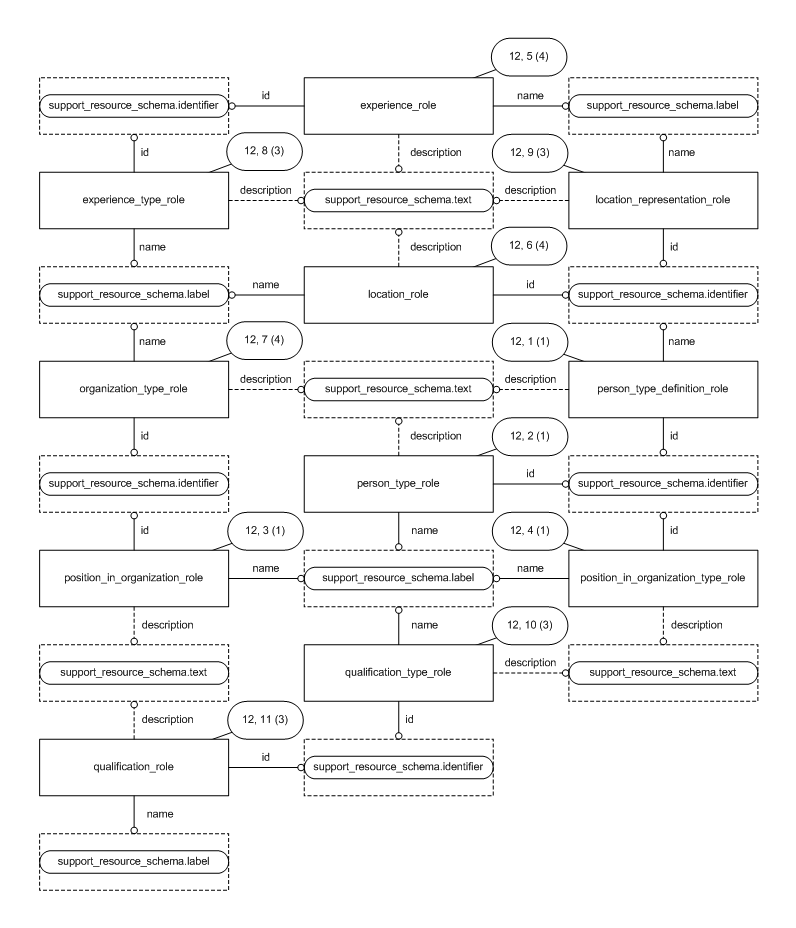 12, 5 (4)
support_resource_schema.identifier
id
experience_role
name
support_resource_schema.label
id
12, 8 (3)
description
12, 9 (3)
name
experience_type_role
description
support_resource_schema.text
description
location_representation_role
name
description
12, 6 (4)
id
support_resource_schema.label
name
location_role
id
support_resource_schema.identifier
name
12, 7 (4)
12, 1 (1)
name
organization_type_role
description
support_resource_schema.text
description
person_type_definition_role
id
description
12, 2 (1)
id
support_resource_schema.identifier
person_type_role
id
support_resource_schema.identifier
id
12, 3 (1)
name
12, 4 (1)
id
position_in_organization_role
name
support_resource_schema.label
name
position_in_organization_type_role
description
name
12, 10 (3)
description
support_resource_schema.text
qualification_type_role
description
support_resource_schema.text
description
12, 11 (3)
id
qualification_role
id
support_resource_schema.identifier
name
support_resource_schema.label